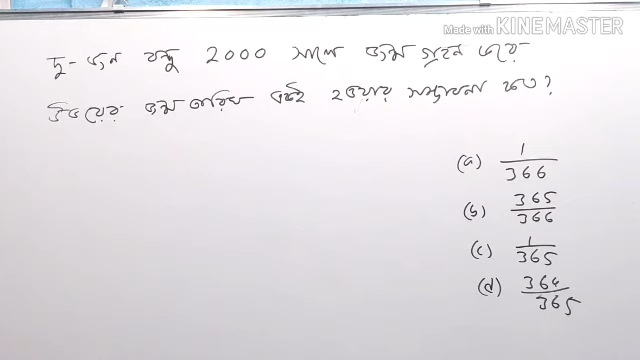 Made with KINEMASTER
দু-জন বন্ধু 2000 সালে জন্ম গ্রহন করে
উভয়ের জন্ম তারিখ একই হওয়ার সম্ভাবনা কত?
(a) 1/366
(b) 365/366
(c) 1/365
(d) 364/365